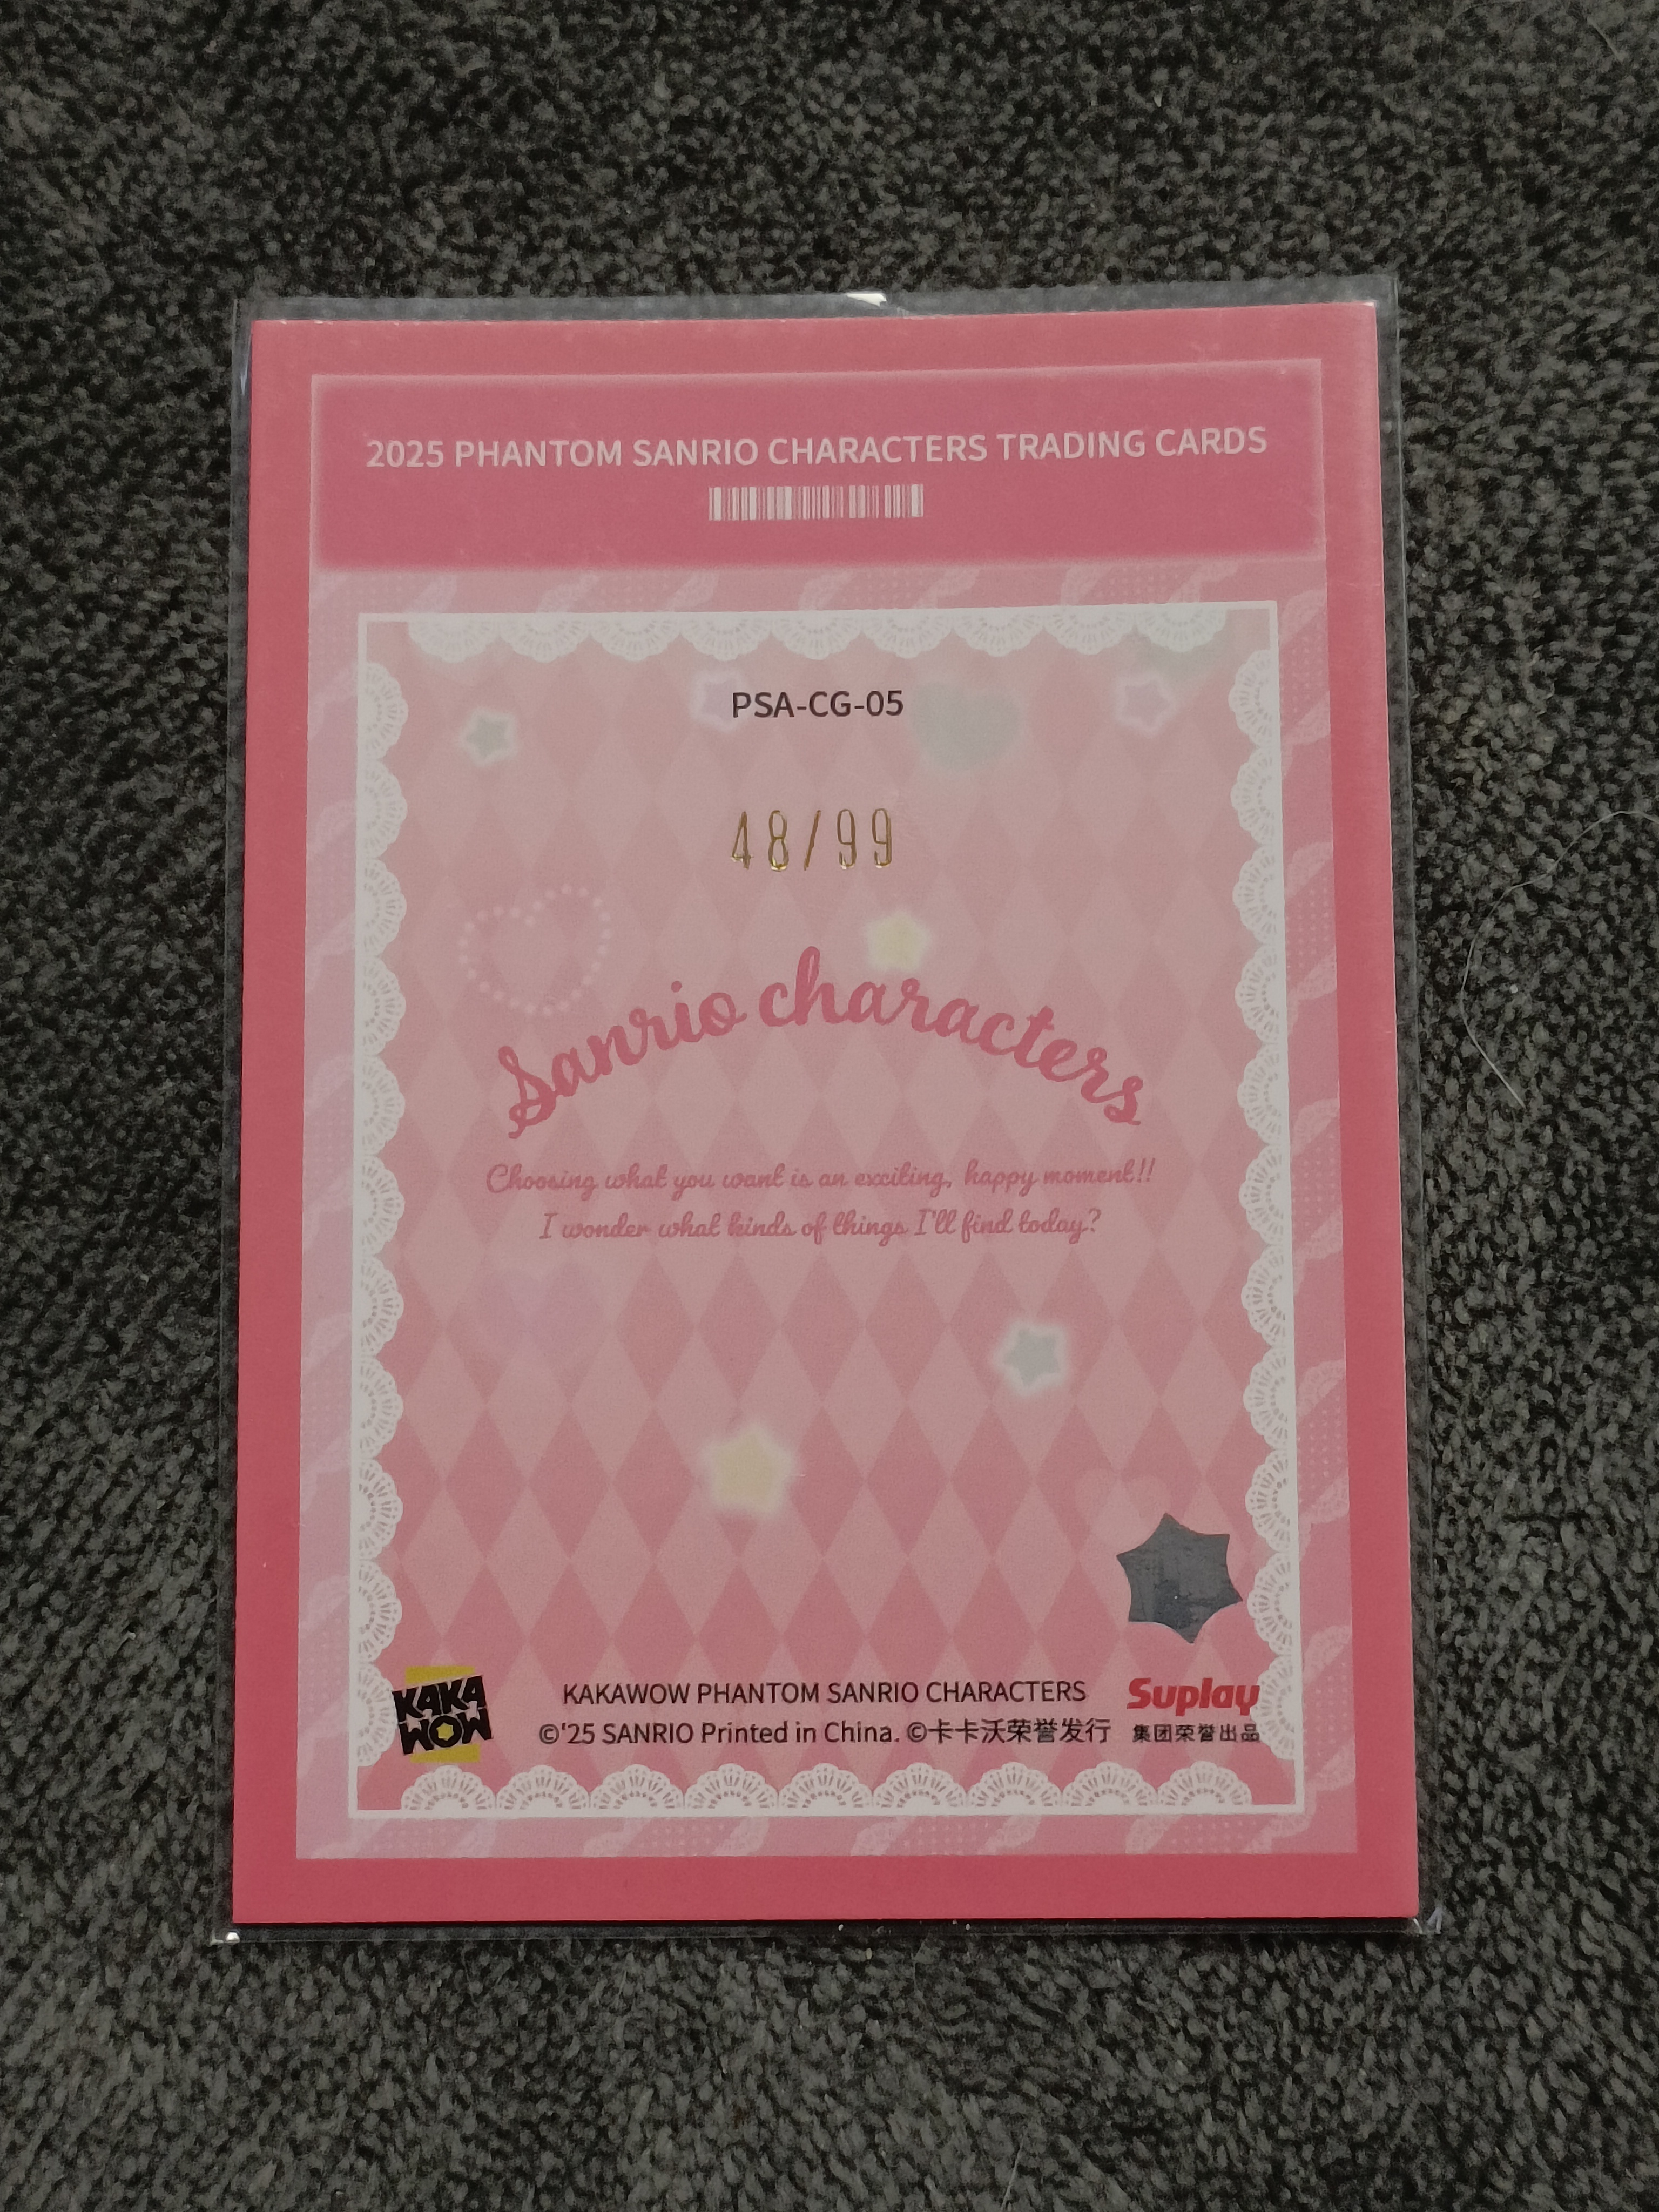 2025 PHANTOM SANRIO CHARACTERS TRADING CARDS
PSA-CG-05
48/99
Sanrio characters
Choosing what you want is an exciting, happy moment!!
I wonder what kinds of things I'll find today?
KAKA
WOW
KAKAWOW PHANTOM SANRIO CHARACTERS
©'25 SANRIO Printed in China. ©卡卡沃荣誉发行
Suplay
集团荣誉出品